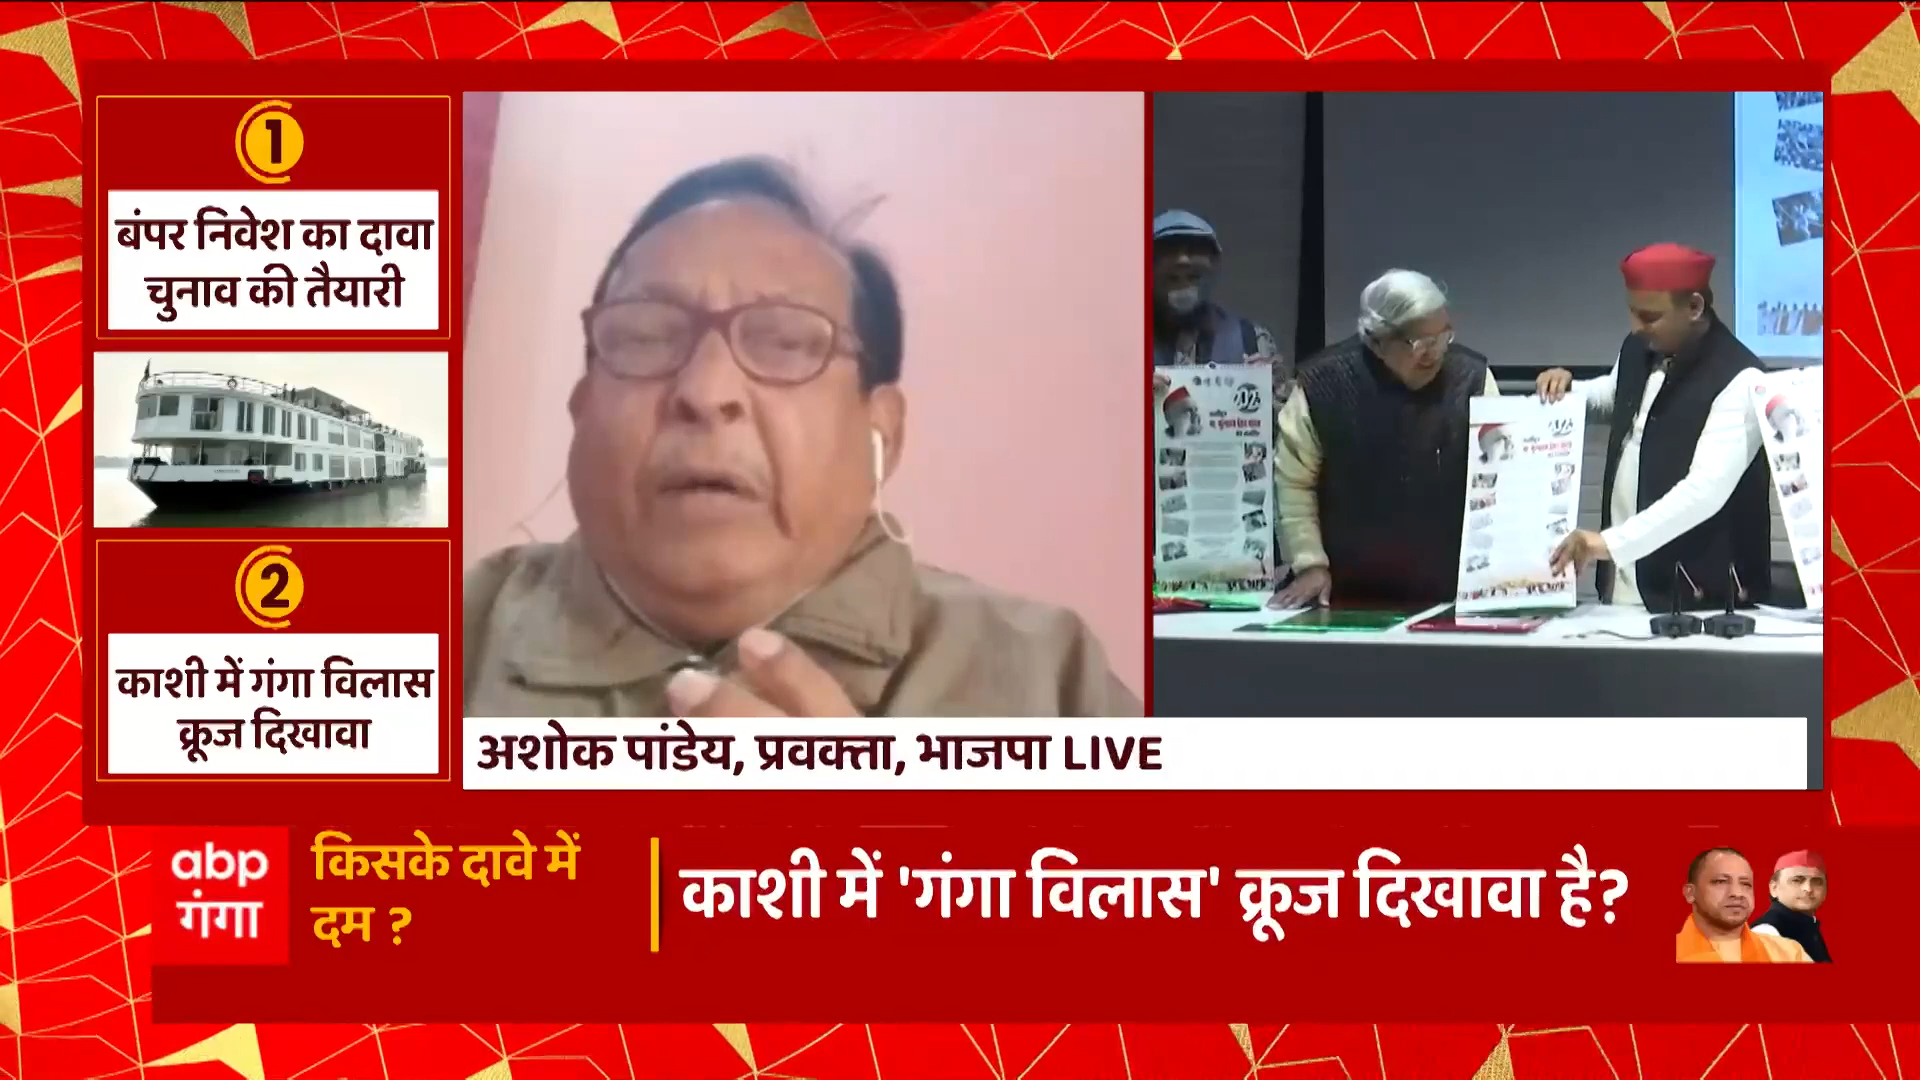 1
बंपर निवेश का दावा
चुनाव की तैयारी
2
काशी में गंगा विलास
क्रूज दिखावा
अशोक पांडेय, प्रवक्ता, भाजपा LIVE
abp
गंगा
किसके दावे में
दम ?
काशी में 'गंगा विलास' क्रूज दिखावा है?